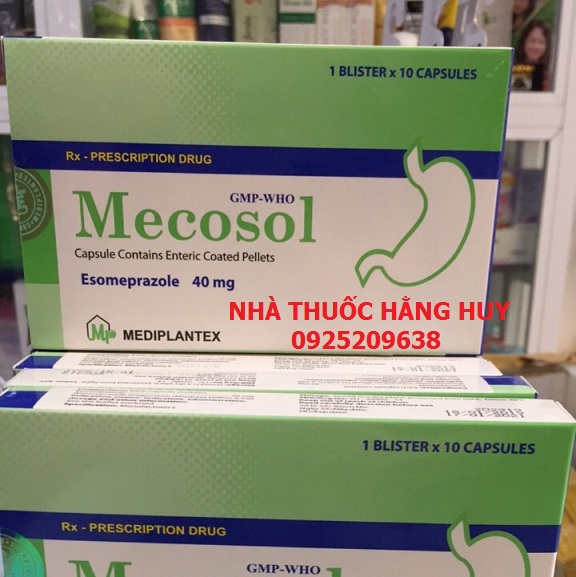 1 BLISTER x 10 CAPSULES
Rx - PRESCRIPTION DRUG
GMP-WHO
Mecosol
Capsule Contains Enteric Coated Pellets
Esomeprazole 40 mg
MEDIPLANTEX
NHÀ THUỐC HẰNG HUY
0925209638
1 BLISTER x 10 CAPSULES
Rx - PRESCRIPTION DRUG
GMP-WHO
Mecosol